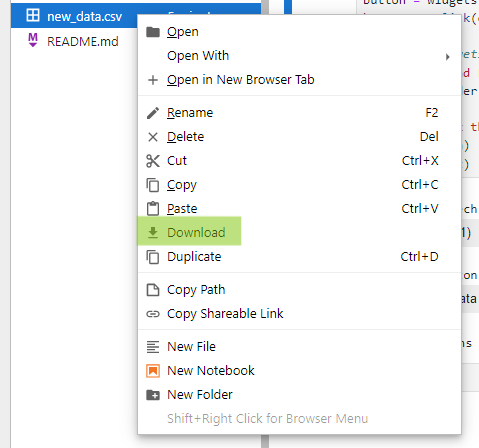 new_data.csv
README.md
Open
Open With
Open in New Browser Tab
Rename F2
Delete Del
Cut Ctrl+X
Copy Ctrl+C
Paste Ctrl+V
Download
Duplicate Ctrl+D
Copy Path
Copy Shareable Link
New File
New Notebook
New Folder
Shift+Right Click for Browser Menu
button = widgets